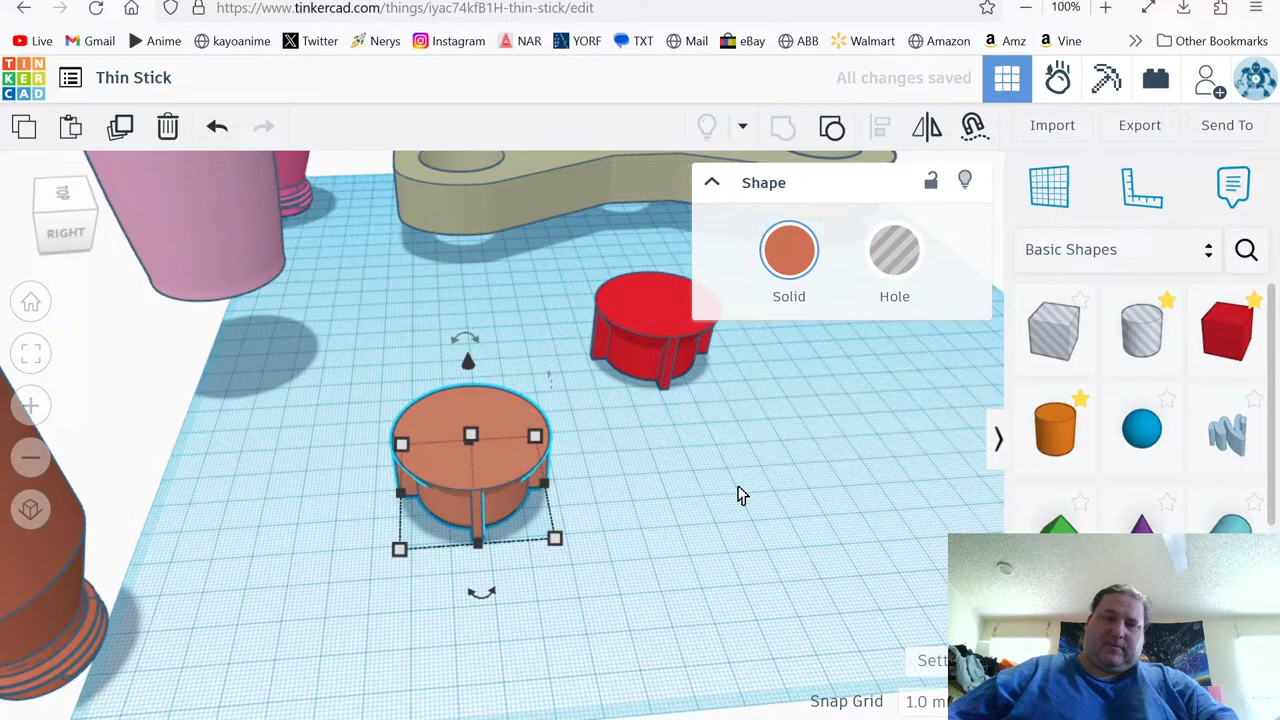 https://www.tinkercad.com/things/iyac74kfB1H-thin-stick/edit
100%
Live
Gmail
Anime
kayoanime
Twitter
Nerys
Instagram
NAR
YORF
TXT
Mail
eBay
ABB
Walmart
Amazon
Amz
Vine
Other Bookmarks
TIN
KER
CAD
Thin Stick
All changes saved
Import
Export
Send To
TOP
RIGHT
Shape
Solid
Hole
Basic Shapes
Snap Grid
1.0 m